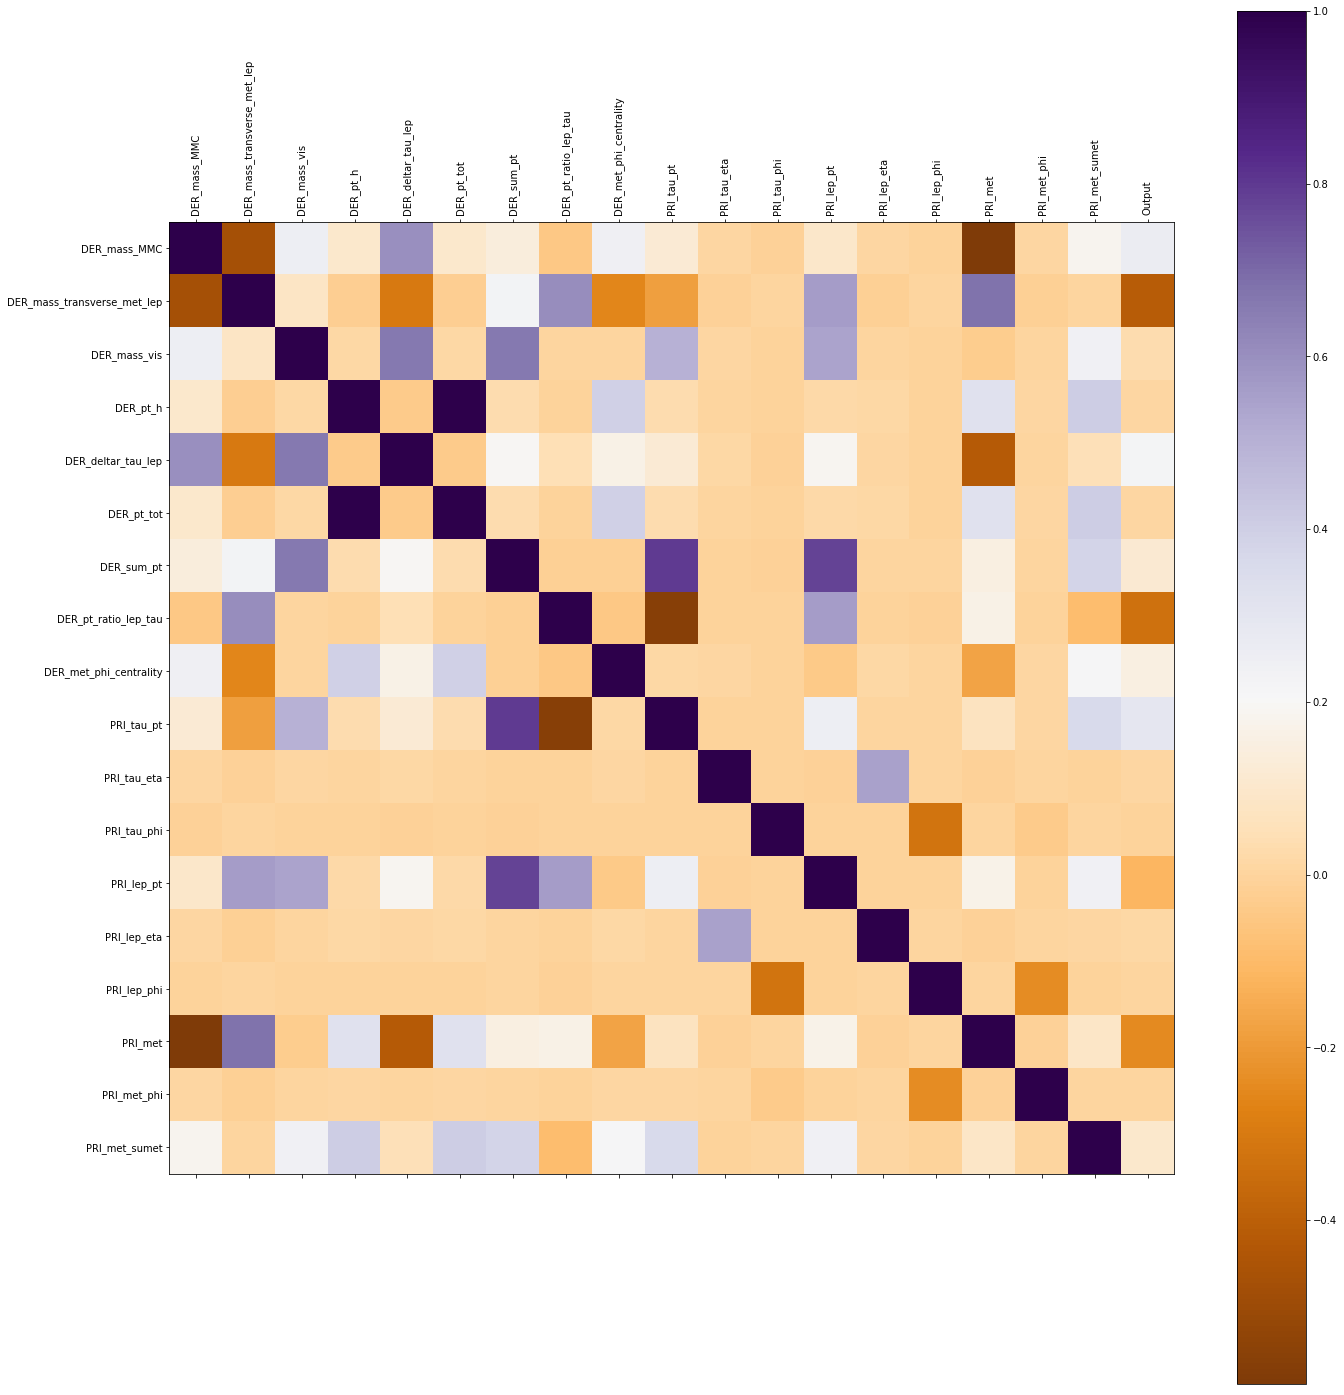 DER_mass_MMC
DER_mass_transverse_met_lep
DER_mass_vis
DER_pt_h
DER_deltar_tau_lep
DER_pt_tot
DER_sum_pt
DER_pt_ratio_lep_tau
DER_met_phi_centrality
PRI_tau_pt
PRI_tau_eta
PRI_tau_phi
PRI_lep_pt
PRI_lep_eta
PRI_lep_phi
PRI_met
PRI_met_phi
PRI_met_sumet
Output
DER_mass_MMC
DER_mass_transverse_met_lep
DER_mass_vis
DER_pt_h
DER_deltar_tau_lep
DER_pt_tot
DER_sum_pt
DER_pt_ratio_lep_tau
DER_met_phi_centrality
PRI_tau_pt
PRI_tau_eta
PRI_tau_phi
PRI_lep_pt
PRI_lep_eta
PRI_lep_phi
PRI_met
PRI_met_phi
PRI_met_sumet
1.0
0.8
0.6
0.4
0.2
0.0
−0.2
−0.4